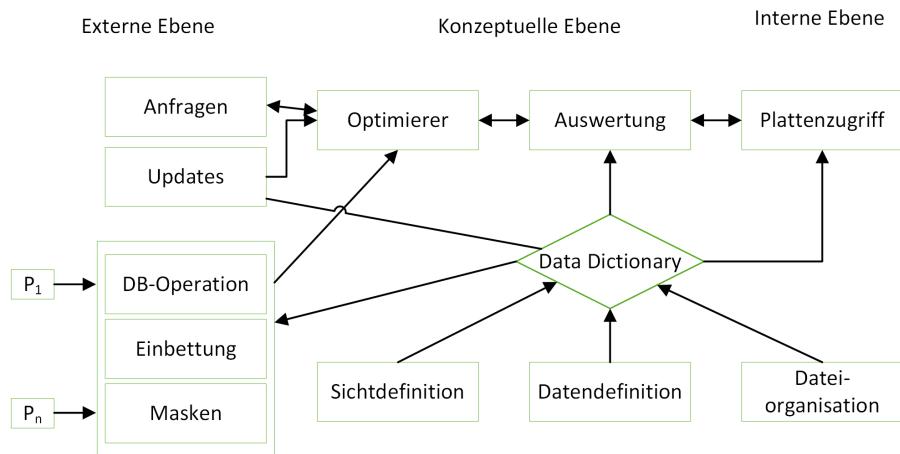 Externe Ebene
Konzeptuelle Ebene
Interne Ebene
Anfragen
Optimierer
Auswertung
Plattenzugriff
Updates
P1
DB-Operation
Data Dictionary
Einbettung
Pn
Masken
Sichtdefinition
Datendefinition
Datei-
organisation